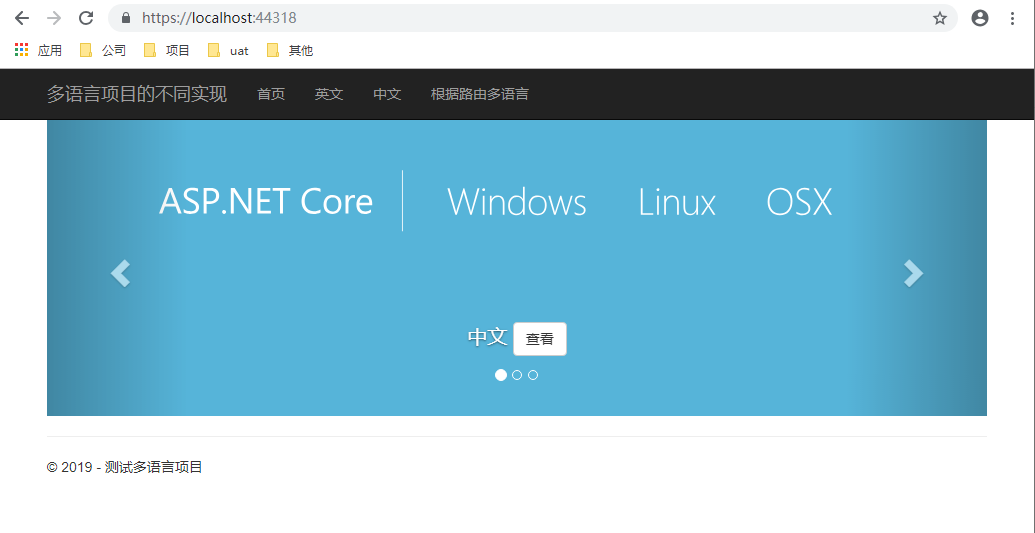 https://localhost:44318
应用 公司 项目 uat 其他
多语言项目的不同实现 首页 英文 中文 根据路由多语言
ASP.NET Core Windows Linux OSX
中文 查看
© 2019 - 测试多语言项目